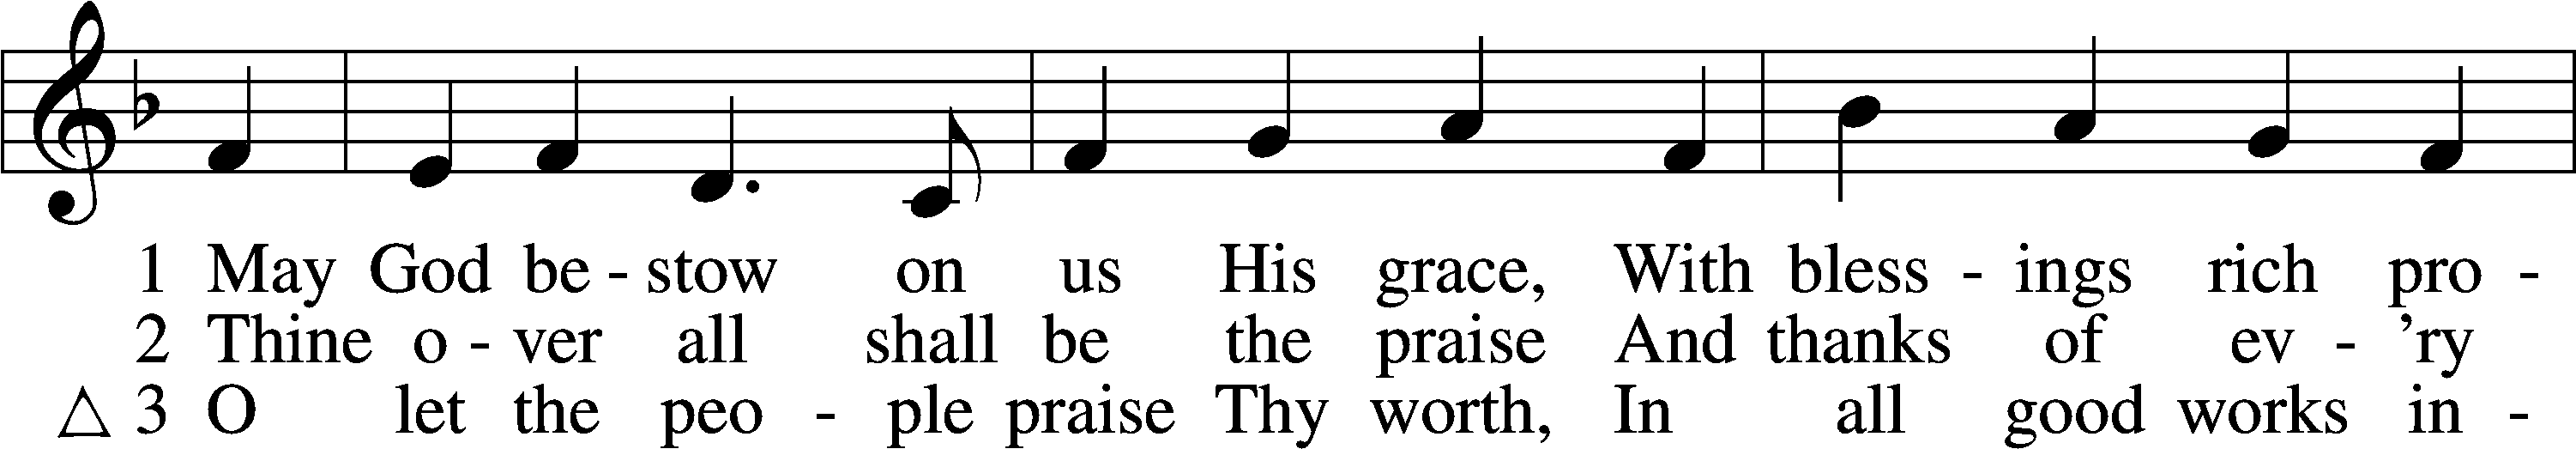 1 May God be - stow on us His grace, With bless - ings rich pro -
2 Thine o - ver all shall be the praise And thanks of ev - ’ry
△ 3 O let the peo - ple praise Thy worth, In all good works in -